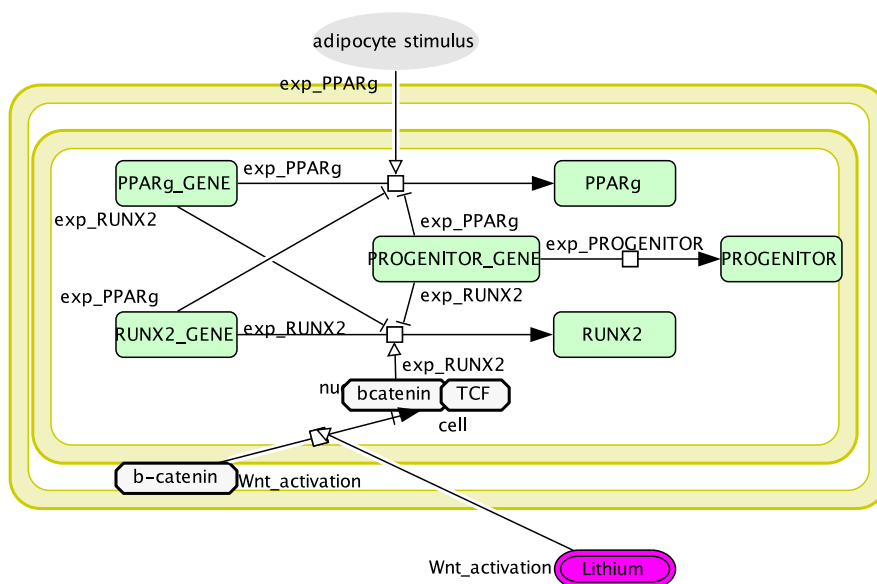 adipocyte stimulus
exp_PPARg
PPARg_GENE
exp_PPARg
PPARg
exp_RUNX2
exp_PPARg
PROGENITOR_GENE
exp_PROGENITOR
PROGENITOR
exp_PPARg
exp_RUNX2
RUNX2_GENE
exp_RUNX2
RUNX2
exp_RUNX2
nu
bcatenin
TCF
cell
b-catenin
Wnt_activation
Wnt_activation
Lithium